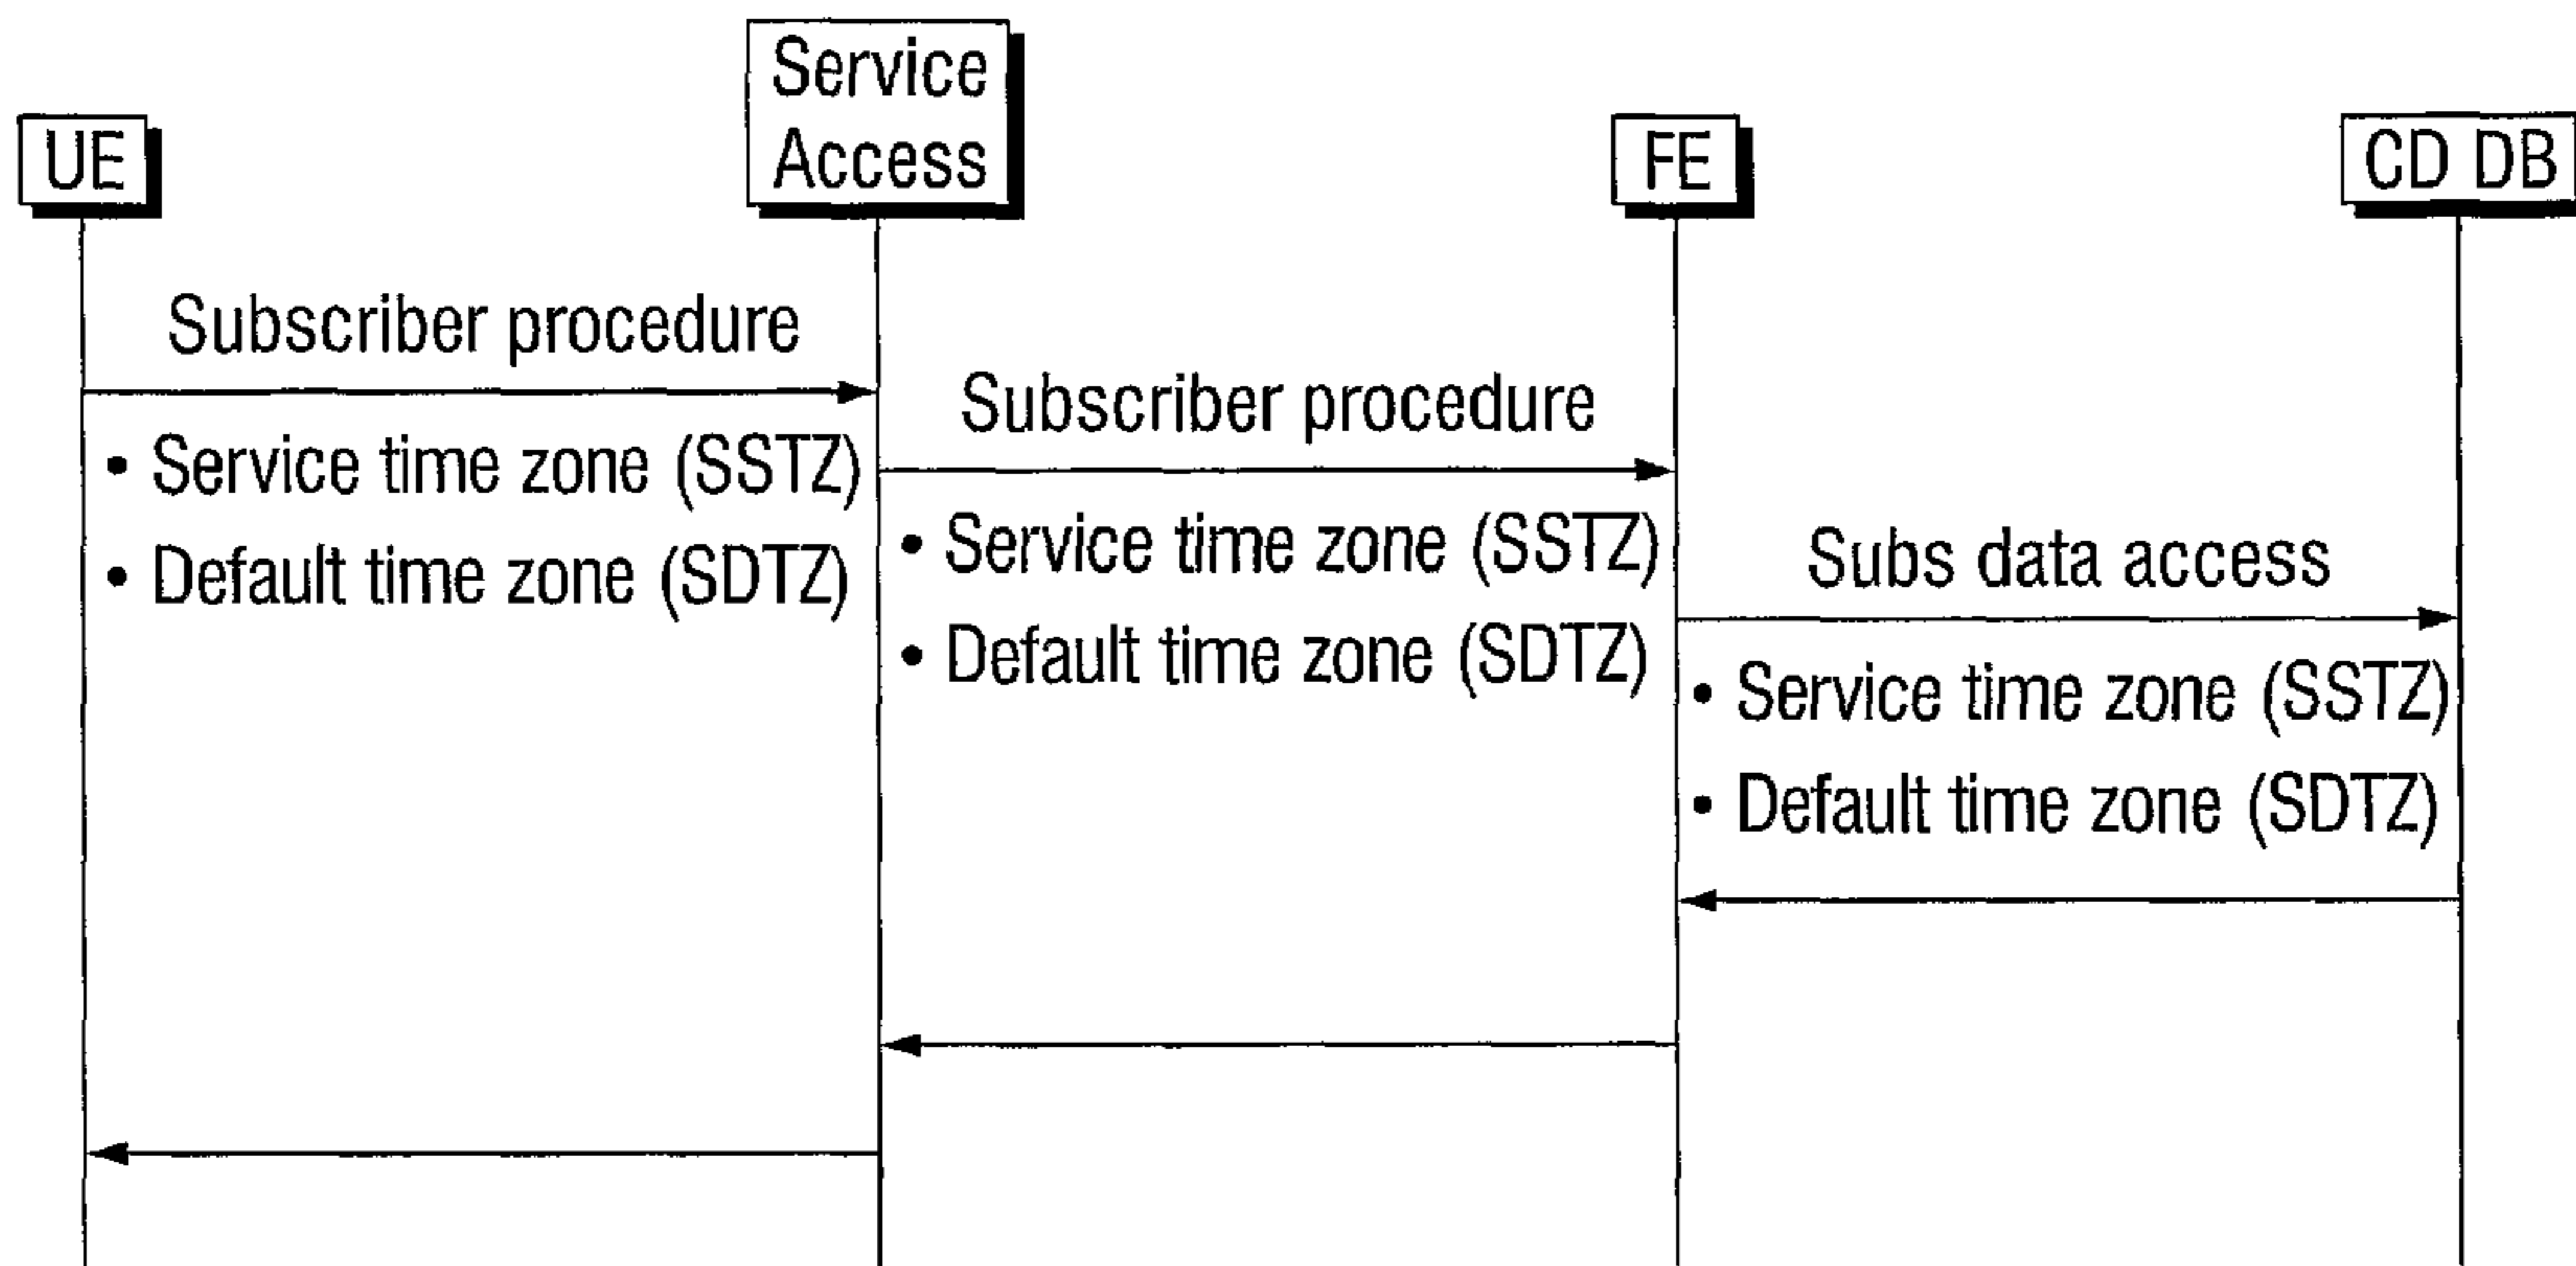 Service
Access
UE
FE
CD DB
Subscriber procedure
Subscriber procedure
• Service time zone (SSTZ)
• Default time zone (SDTZ)
• Service time zone (SSTZ)
• Default time zone (SDTZ)
Subs data access
• Service time zone (SSTZ)
• Default time zone (SDTZ)